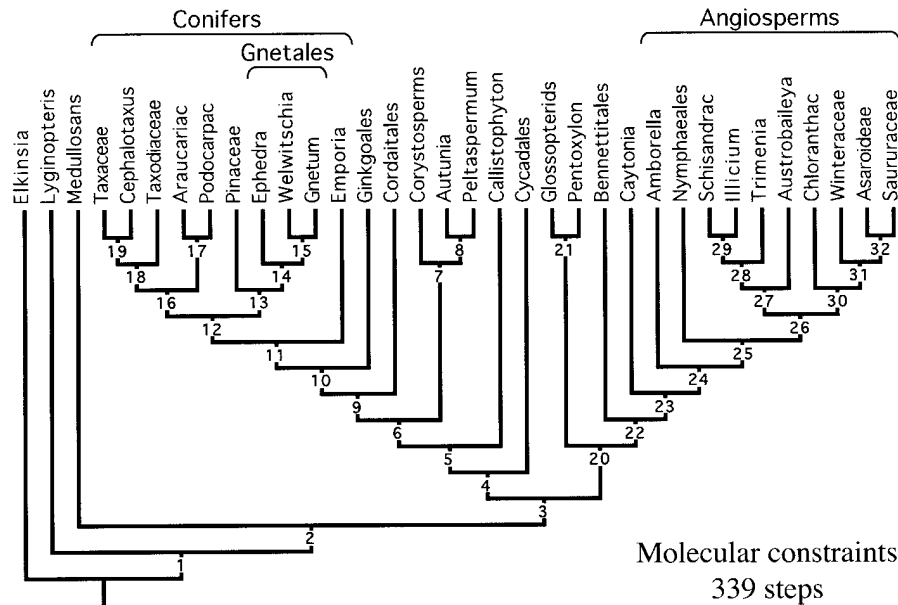 Conifers
Angiosperms
Gnetales
Elkinsia
Lyginopteris
Medullosans
Taxaceae
Cephalotaxus
Taxodiaceae
Araucariac
Podocarpac
Pinaceae
Ephedra
Welwitschia
Gnetum
Emporia
Ginkgoales
Cordaitales
Corystosperms
Autunia
Peltaspermum
Callistophyton
Cycadales
Glossopterids
Pentoxylon
Bennettitales
Caytonia
Amborella
Nymphaeales
Schisandrac
Illicium
Trimenia
Austrobaileya
Chloranthac
Winteraceae
Asaroideae
Saururaceae
19 17 15 8 21 29 32
18 14 7 28 31
16 13 27 30
12 26
11 25
10 24
9 23
6 22
5 20
4
3
2
1
Molecular constraints
339 steps